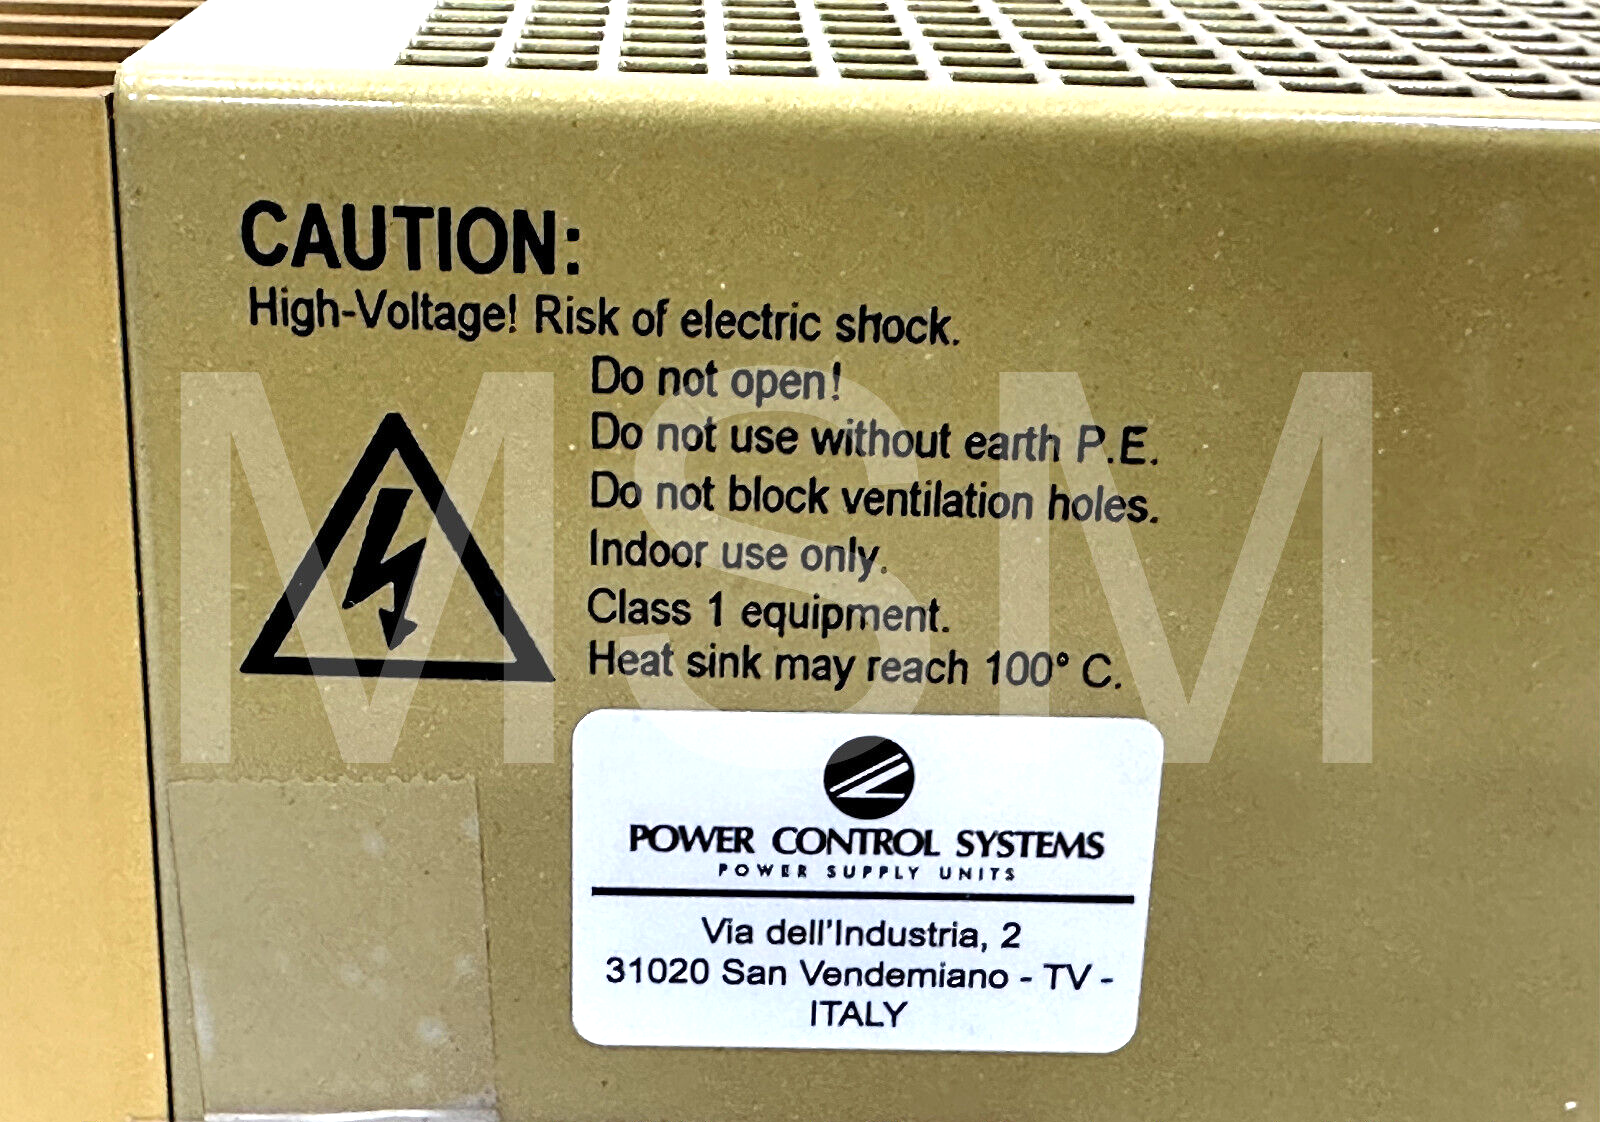 CAUTION:
High-Voltage! Risk of electric shock.
Do not open!
Do not use without earth P.E.
Do not block ventilation holes.
Indoor use only.
Class 1 equipment.
Heat sink may reach 100° C.
MSM
POWER CONTROL SYSTEMS
POWER SUPPLY UNITS
Via dell'Industria, 2
31020 San Vendemiano - TV -
ITALY